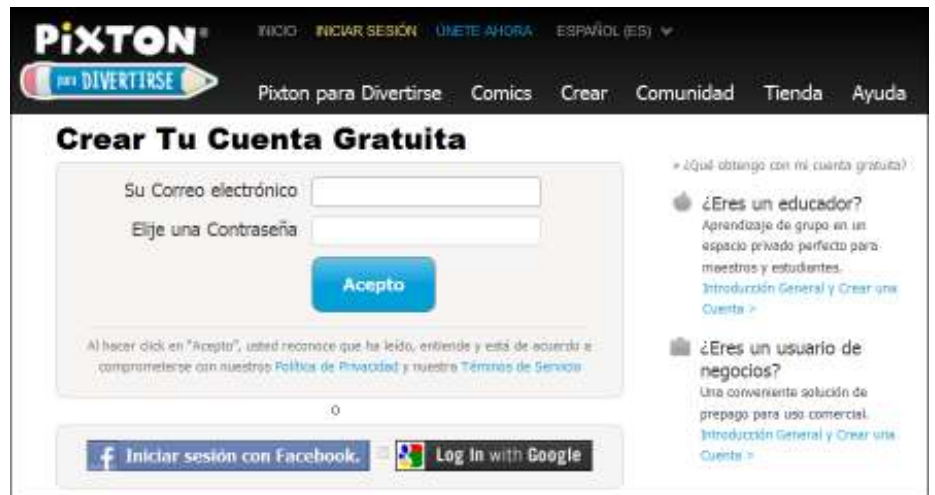 PiXTON®
INICIO INICIAR SESIÓN ÚNETE AHORA ESPAÑOL (ES)
para DIVERTIRSE
Pixton para Divertirse Comics Crear Comunidad Tienda Ayuda
Crear Tu Cuenta Gratuita
Su Correo electrónico
Elije una Contraseña
Acepto
Al hacer click en "Acepto", usted reconoce que ha leído, entiende y está de acuerdo a
comprometerse con nuestros Política de Privacidad y nuestra Términos de Servicio
O
Iniciar sesión con Facebook.
Log In with Google
» ¿Qué obtengo con mi cuenta gratuita?
¿Eres un educador?
Aprendizaje de grupo en un
espacio privado perfecto para
maestros y estudiantes.
Introducción General y Crear una
Cuenta >
¿Eres un usuario de
negocios?
Una conveniente solución de
prepago para uso comercial.
Introducción General y Crear una
Cuenta >